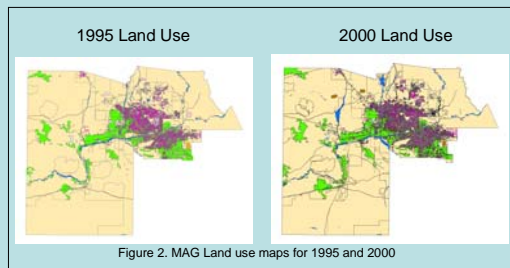 1995 Land Use
2000 Land Use
Figure 2. MAG Land use maps for 1995 and 2000